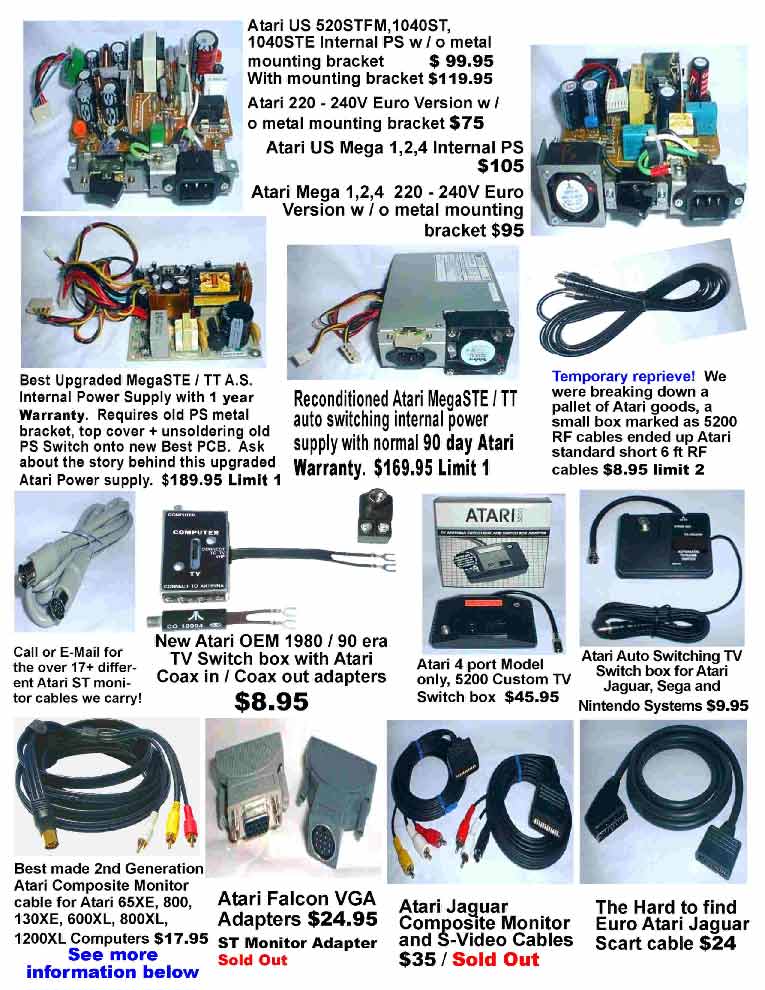 Atari US 520STFM,1040ST,
1040STE Internal PS w / o metal
mounting bracket $ 99.95
With mounting bracket $119.95
Atari 220 - 240V Euro Version w /
o metal mounting bracket $75
Atari US Mega 1,2,4 Internal PS
$105
Atari Mega 1,2,4 220 - 240V Euro
Version w / o metal mounting
bracket $95
Best Upgraded MegaSTE / TT A.S.
Internal Power Supply with 1 year
Warranty. Requires old PS metal
bracket, top cover + unsoldering old
PS Switch onto new Best PCB. Ask
about the story behind this upgraded
Atari Power supply. $189.95 Limit 1
Reconditioned Atari MegaSTE / TT
auto switching internal power
supply with normal 90 day Atari
Warranty. $169.95 Limit 1
Temporary reprieve! We
were breaking down a
pallet of Atari goods, a
small box marked as 5200
RF cables ended up Atari
standard short 6 ft RF
cables $8.95 limit 2
Call or E-Mail for
the over 17+ differ-
ent Atari ST moni-
tor cables we carry!
COMPUTER
COMPUTER
CONNECT
TO TV
TV
CONNECT TO ANTENNA
New Atari OEM 1980 / 90 era
TV Switch box with Atari
Coax in / Coax out adapters
$8.95
ATARI
Atari 4 port Model
only, 5200 Custom TV
Switch box $45.95
Atari Auto Switching TV
Switch box for Atari
Jaguar, Sega and
Nintendo Systems $9.95
Best made 2nd Generation
Atari Composite Monitor
cable for Atari 65XE, 800,
130XE, 600XL, 800XL,
1200XL Computers $17.95
See more
information below
Atari Falcon VGA
Adapters $24.95
ST Monitor Adapter
Sold Out
Atari Jaguar
Composite Monitor
and S-Video Cables
$35 / Sold Out
The Hard to find
Euro Atari Jaguar
Scart cable $24